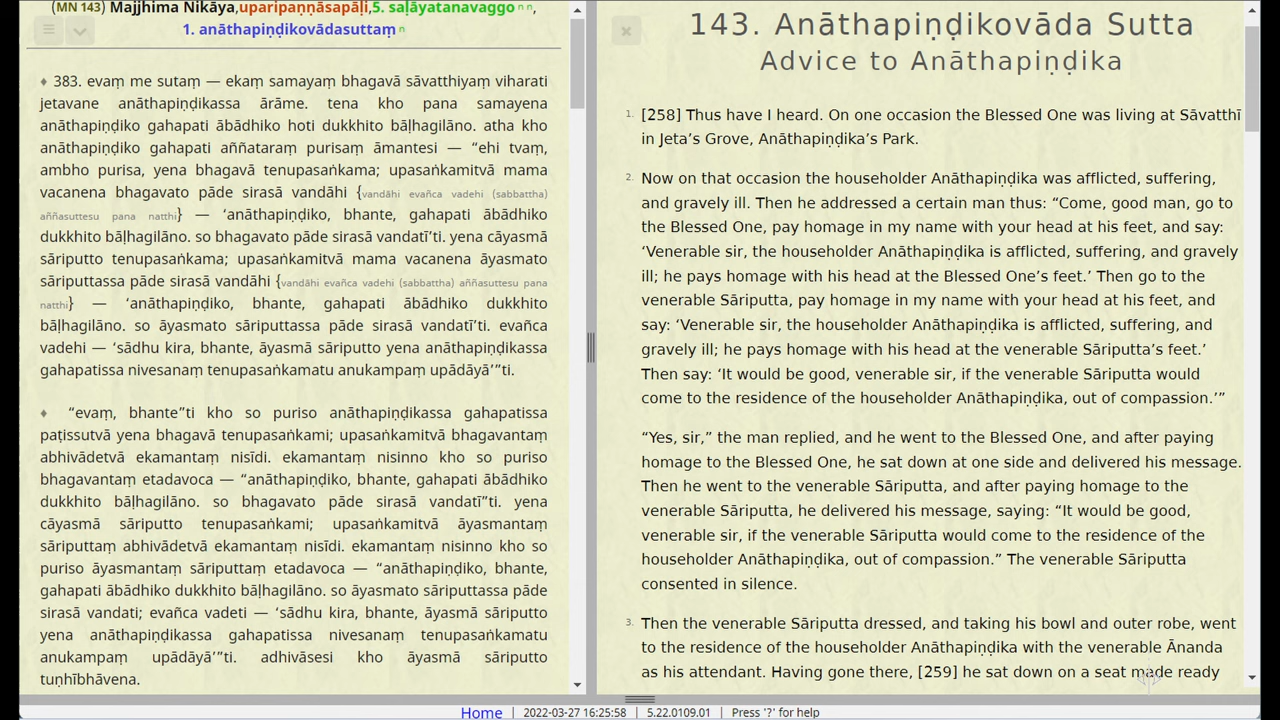 (MN 143) Majjhima Nikāya,uparipaṇṇāsapāḷi,5. saḷāyatanavaggo n n,
1. anāthapiṇḍikovādasuttaṃ n
♦ 383. evaṃ me sutaṃ — ekaṃ samayaṃ bhagavā sāvatthiyaṃ viharati
jetavane anāthapiṇḍikassa ārāme. tena kho pana samayena
anāthapiṇḍiko gahapati ābādhiko hoti dukkhito bāḷhagilāno. atha kho
anāthapiṇḍiko gahapati aññataraṃ purisaṃ āmantesi — “ehi tvaṃ,
ambho purisa, yena bhagavā tenupasaṅkama; upasaṅkamitvā mama
vacanena bhagavato pāde sirasā vandāhi {vandāhi evañca vadehi (sabbattha)
aññasuttesu pana natthi} — ‘anāthapiṇḍiko, bhante, gahapati ābādhiko
dukkhito bāḷhagilāno. so bhagavato pāde sirasā vandatī’ti. yena cāyasmā
sāriputto tenupasaṅkama; upasaṅkamitvā mama vacanena āyasmato
sāriputtassa pāde sirasā vandāhi {vandāhi evañca vadehi (sabbattha) aññasuttesu pana
natthi} — ‘anāthapiṇḍiko, bhante, gahapati ābādhiko dukkhito
bāḷhagilāno. so āyasmato sāriputtassa pāde sirasā vandatī’ti. evañca
vadehi — ‘sādhu kira, bhante, āyasmā sāriputto yena anāthapiṇḍikassa
gahapatissa nivesanaṃ tenupasaṅkamatu anukampaṃ upādāyā’”ti.
♦ “evaṃ, bhante”ti kho so puriso anāthapiṇḍikassa gahapatissa
paṭissutvā yena bhagavā tenupasaṅkami; upasaṅkamitvā bhagavantaṃ
abhivādetvā ekamantaṃ nisīdi. ekamantaṃ nisinno kho so puriso
bhagavantaṃ etadavoca — “anāthapiṇḍiko, bhante, gahapati ābādhiko
dukkhito bāḷhagilāno. so bhagavato pāde sirasā vandatī”ti. yena
cāyasmā sāriputto tenupasaṅkami; upasaṅkamitvā āyasmantaṃ
sāriputtaṃ abhivādetvā ekamantaṃ nisīdi. ekamantaṃ nisinno kho so
puriso āyasmantaṃ sāriputtaṃ etadavoca — “anāthapiṇḍiko, bhante,
gahapati ābādhiko dukkhito bāḷhagilāno. so āyasmato sāriputtassa pāde
sirasā vandati; evañca vadeti — ‘sādhu kira, bhante, āyasmā sāriputto
yena anāthapiṇḍikassa gahapatissa nivesanaṃ tenupasaṅkamatu
anukampaṃ upādāyā’”ti. adhivāsesi kho āyasmā sāriputto
tuṇhībhāvena.
143. Anāthapiṇḍikovāda Sutta
Advice to Anāthapiṇḍika
1. [258] Thus have I heard. On one occasion the Blessed One was living at Sāvatthī
in Jeta’s Grove, Anāthapiṇḍika’s Park.
2. Now on that occasion the householder Anāthapiṇḍika was afflicted, suffering,
and gravely ill. Then he addressed a certain man thus: “Come, good man, go to
the Blessed One, pay homage in my name with your head at his feet, and say:
‘Venerable sir, the householder Anāthapiṇḍika is afflicted, suffering, and gravely
ill; he pays homage with his head at the Blessed One’s feet.’ Then go to the
venerable Sāriputta, pay homage in my name with your head at his feet, and
say: ‘Venerable sir, the householder Anāthapiṇḍika is afflicted, suffering, and
gravely ill; he pays homage with his head at the venerable Sāriputta’s feet.’
Then say: ‘It would be good, venerable sir, if the venerable Sāriputta would
come to the residence of the householder Anāthapiṇḍika, out of compassion.’”
“Yes, sir,” the man replied, and he went to the Blessed One, and after paying
homage to the Blessed One, he sat down at one side and delivered his message.
Then he went to the venerable Sāriputta, and after paying homage to the
venerable Sāriputta, he delivered his message, saying: “It would be good,
venerable sir, if the venerable Sāriputta would come to the residence of the
householder Anāthapiṇḍika, out of compassion.” The venerable Sāriputta
consented in silence.
3. Then the venerable Sāriputta dressed, and taking his bowl and outer robe, went
to the residence of the householder Anāthapiṇḍika with the venerable Ānanda
as his attendant. Having gone there, [259] he sat down on a seat made ready
Home | 2022-03-27 16:25:58 | 5.22.0109.01 | Press '?' for help